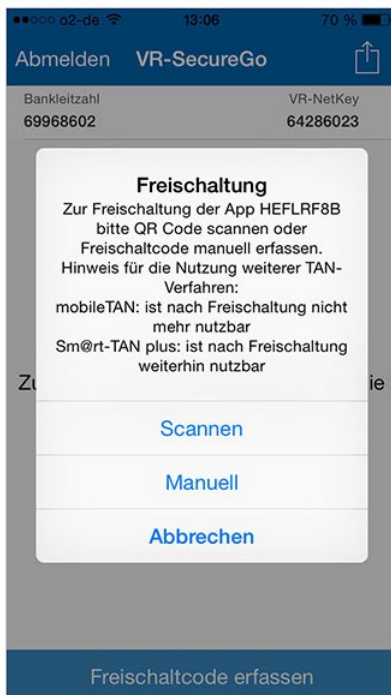 o2-de 13:06 70 %
Abmelden VR-SecureGo
Bankleitzahl VR-NetKey
69968602 64286023
Freischaltung
Zur Freischaltung der App HEFLRF8B
bitte QR Code scannen oder
Freischaltcode manuell erfassen.
Hinweis für die Nutzung weiterer TAN-
Verfahren:
mobileTAN: ist nach Freischaltung nicht
mehr nutzbar
Sm@rt-TAN plus: ist nach Freischaltung
weiterhin nutzbar
Scannen
Manuell
Abbrechen
Freischaltcode erfassen